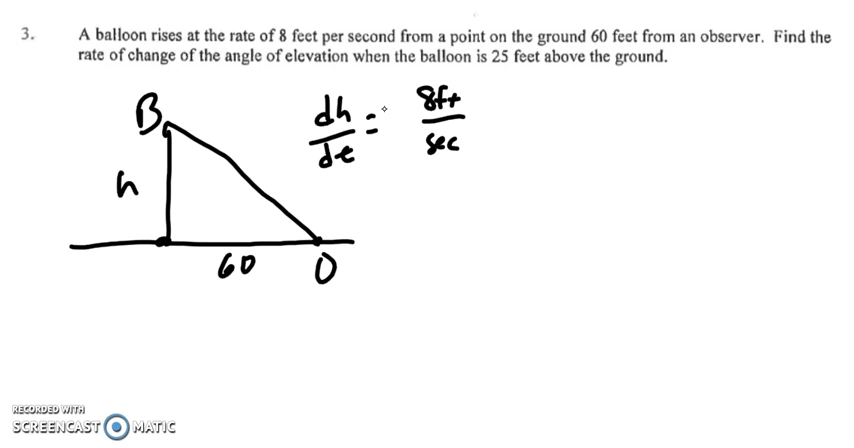 3. A balloon rises at the rate of 8 feet per second from a point on the ground 60 feet from an observer. Find the
rate of change of the angle of elevation when the balloon is 25 feet above the ground.
B
dh = 8ft
dt sec
h
60 O
RECORDED WITH
SCREENCAST O MATIC